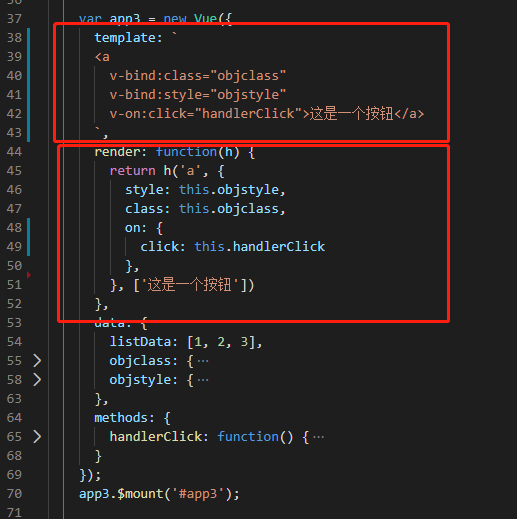 37 var app3 = new Vue({
38 template: `
39 <a
40 v-bind:class="objclass"
41 v-bind:style="objstyle"
42 v-on:click="handlerClick">这是一个按钮</a>
43 `,
44 render: function(h) {
45 return h('a', {
46 style: this.objstyle,
47 class: this.objclass,
48 on: {
49 click: this.handlerClick
50 },
51 }, ['这是一个按钮'])
52 },
53 data: {
54 listData: [1, 2, 3],
55 objclass: {⋯
58 objstyle: {⋯
63 },
64 methods: {
65 handlerClick: function() {⋯
68 }
69 });
70 app3.$mount('#app3');
71